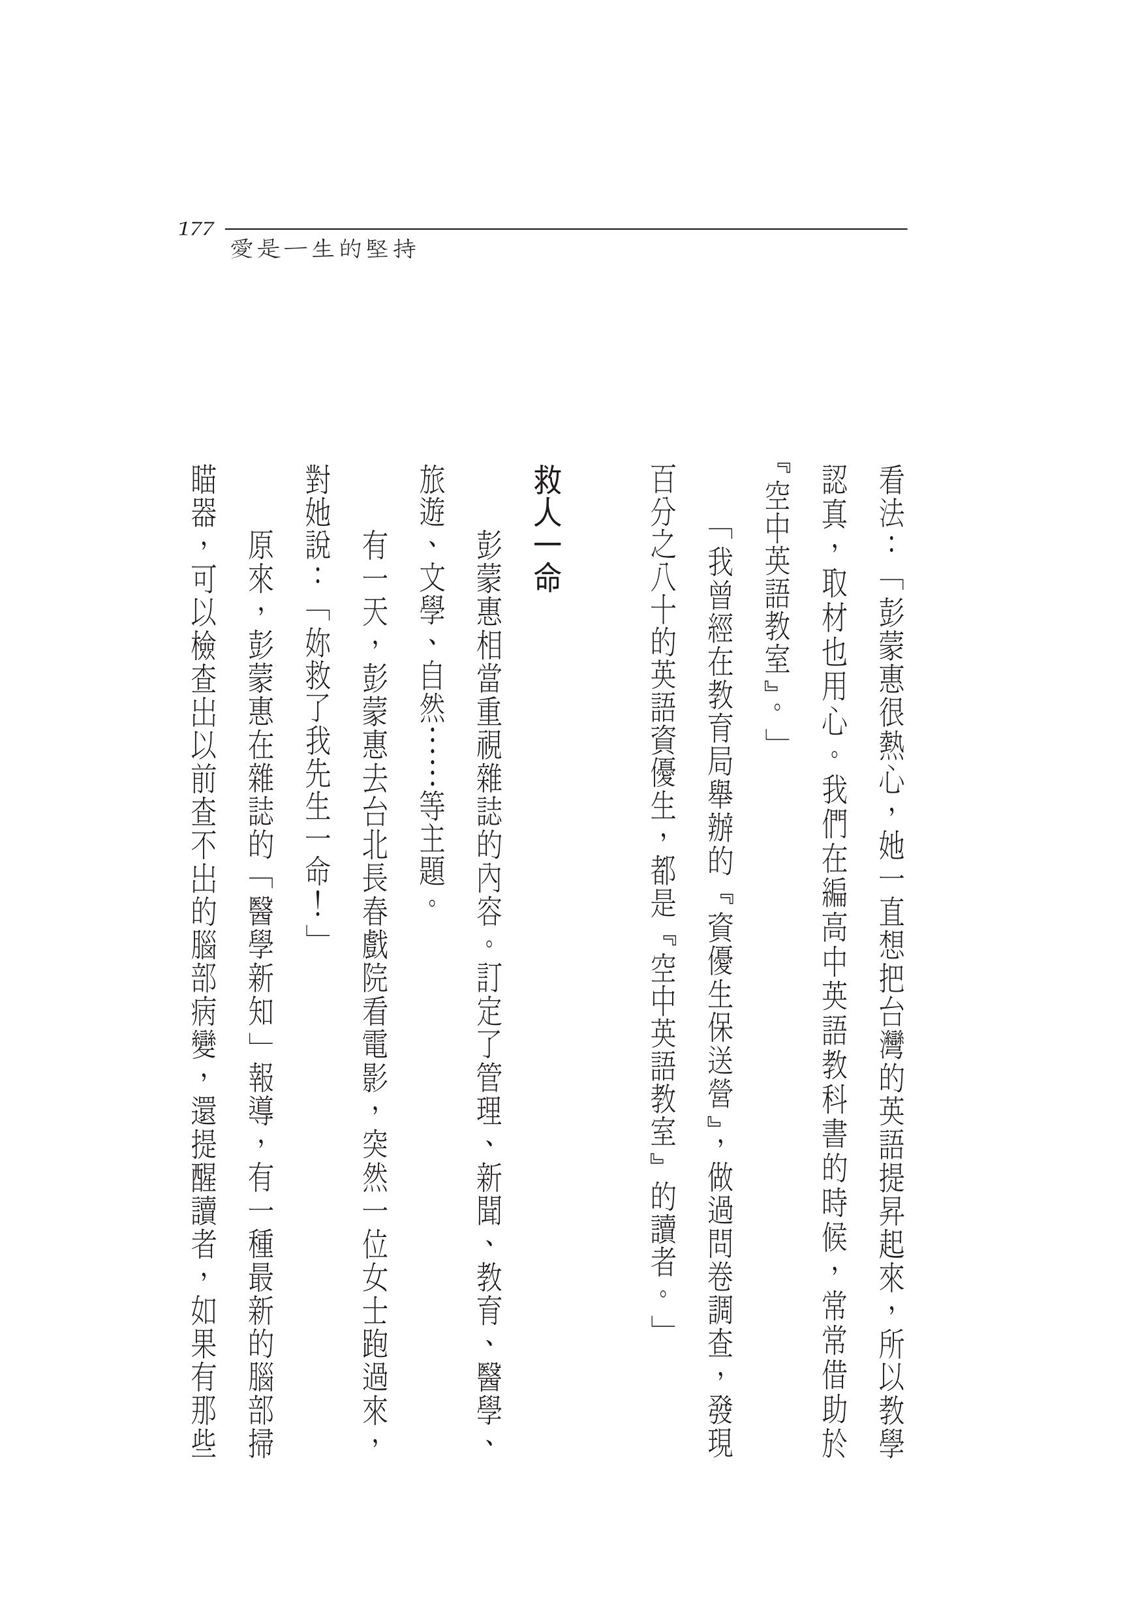 177
愛是一生的堅持
看法：「彭蒙惠很熱心，她一直想把台灣的英語提昇起來，所以教學
認真，取材也用心。我們在編高中英語教科書的時候，常常借助於
『空中英語教室』。」
「我曾經在教育局舉辦的『資優生保送營』，做過問卷調查，發現
百分之八十的英語資優生，都是『空中英語教室』的讀者。」
救人一命
彭蒙惠相當重視雜誌的內容。訂定了管理、新聞、教育、醫學、
旅遊、文學、自然……等主題。
有一天，彭蒙惠去台北長春戲院看電影，突然一位女士跑過來，
對她說：「妳救了我先生一命！」
原來，彭蒙惠在雜誌的「醫學新知」報導，有一種最新的腦部掃
瞄器，可以檢查出以前查不出的腦部病變，還提醒讀者，如果有那些